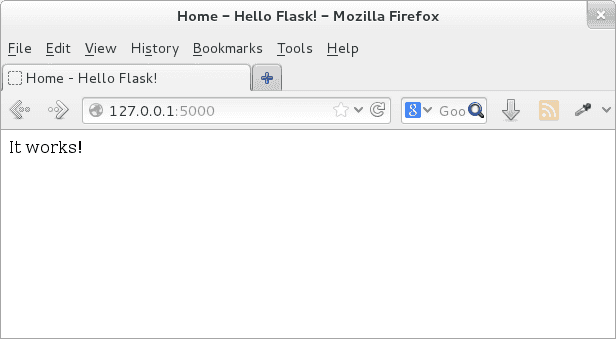 Home - Hello Flask! - Mozilla Firefox
File Edit View History Bookmarks Tools Help
Home - Hello Flask!
127.0.0.1:5000 8 Goo
It works!